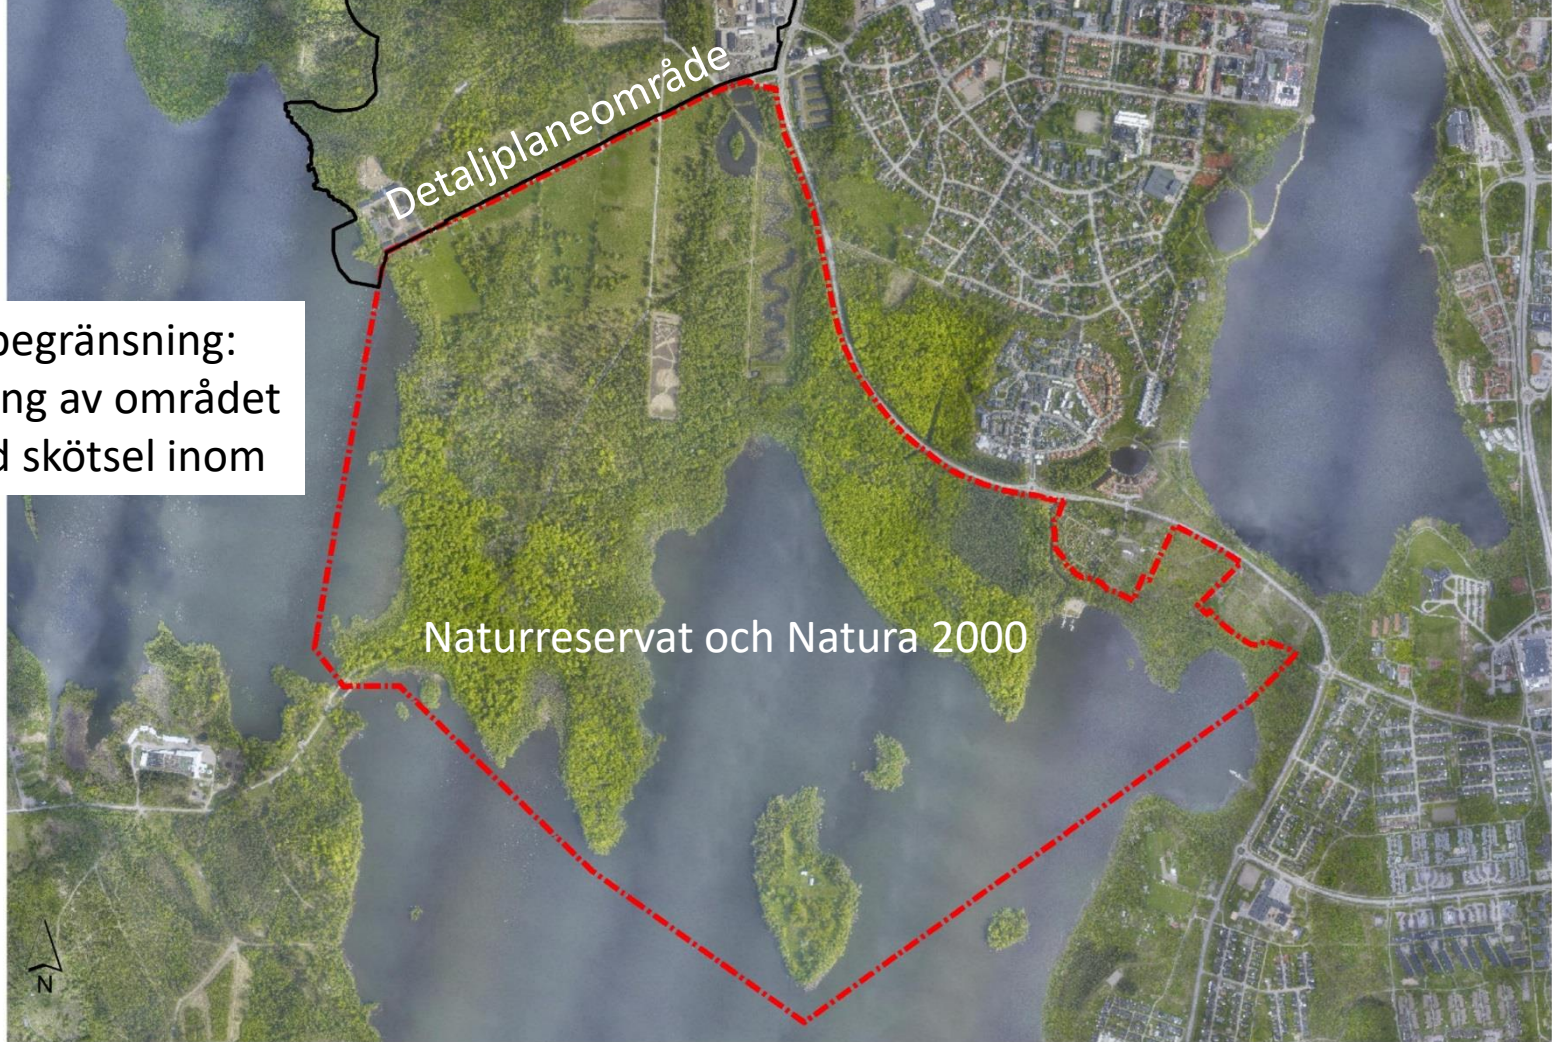 Detaljplaneområde
begränsning:
ng av området
skötsel inom
Naturreservat och Natura 2000
N